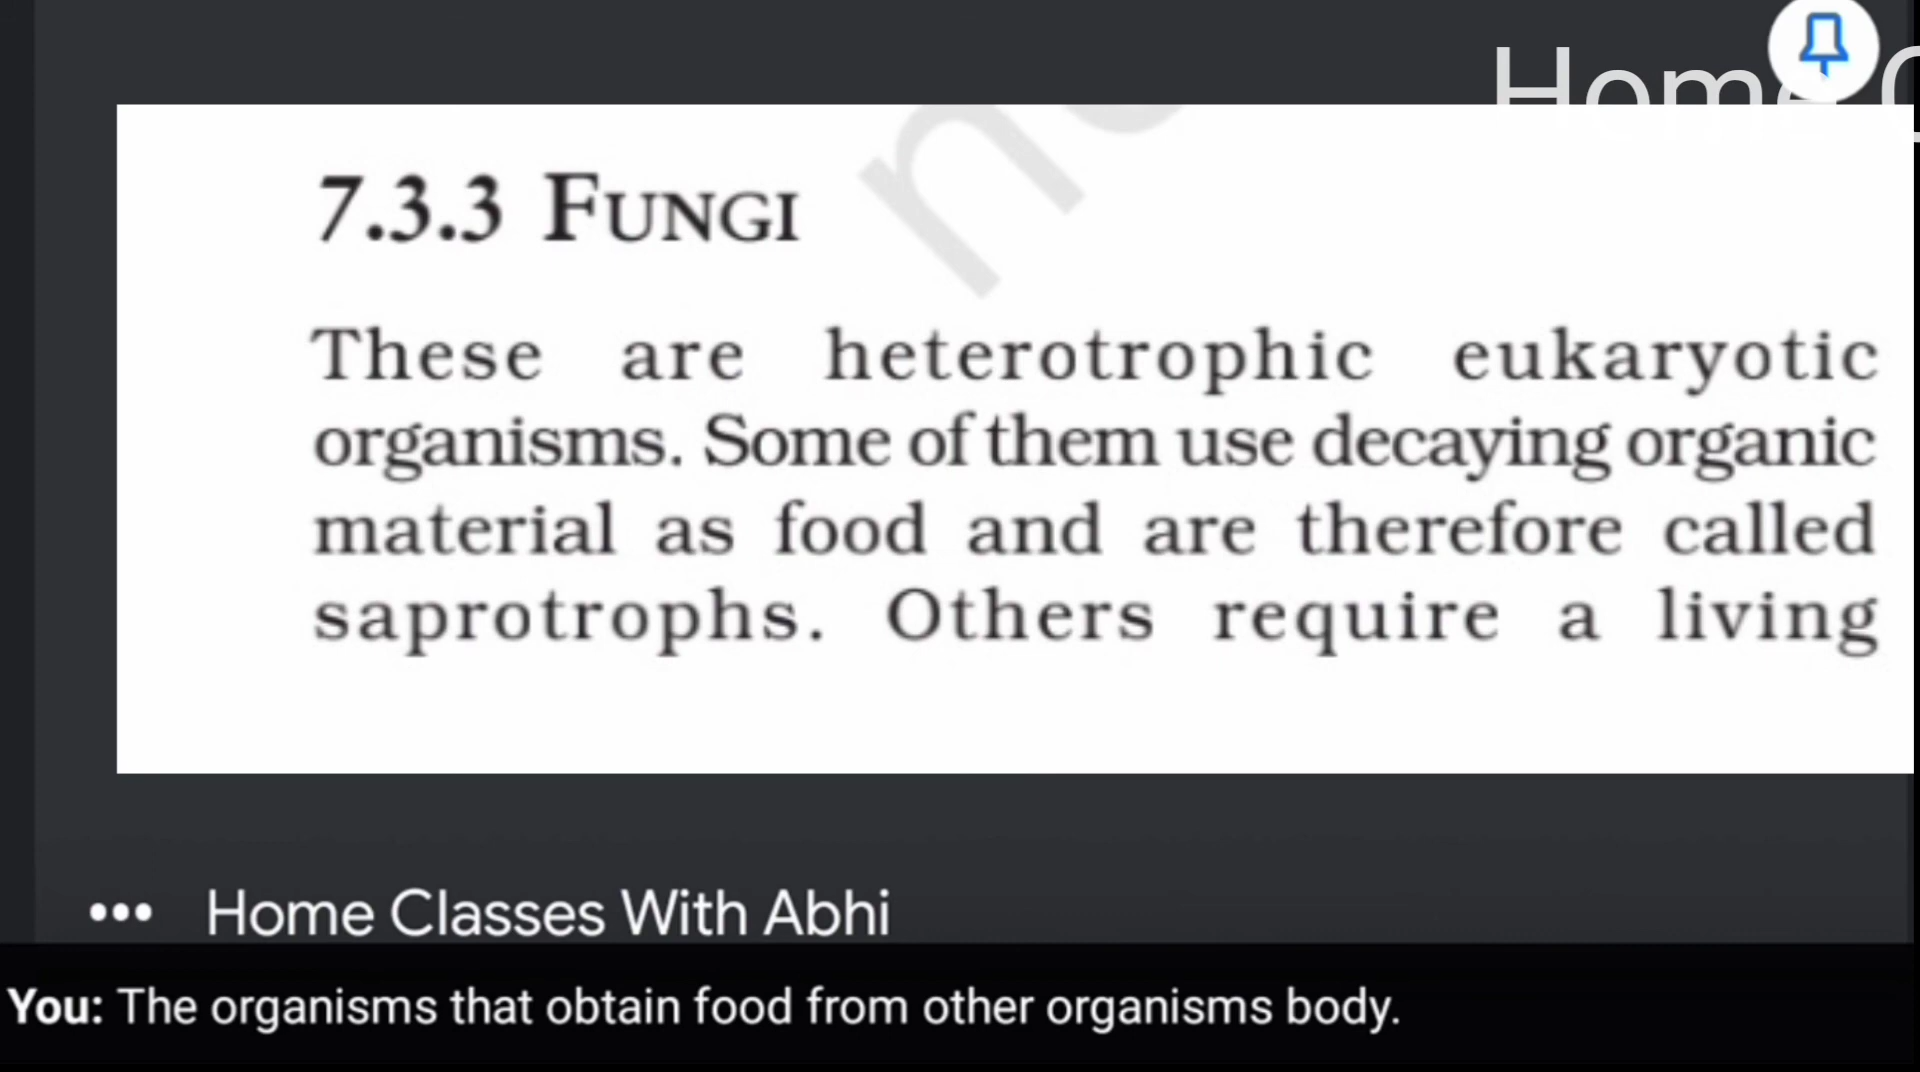 Home
7.3.3 FUNGI
These are heterotrophic eukaryotic
organisms. Some of them use decaying organic
material as food and are therefore called
saprotrophs. Others require a living
••• Home Classes With Abhi
You: The organisms that obtain food from other organisms body.